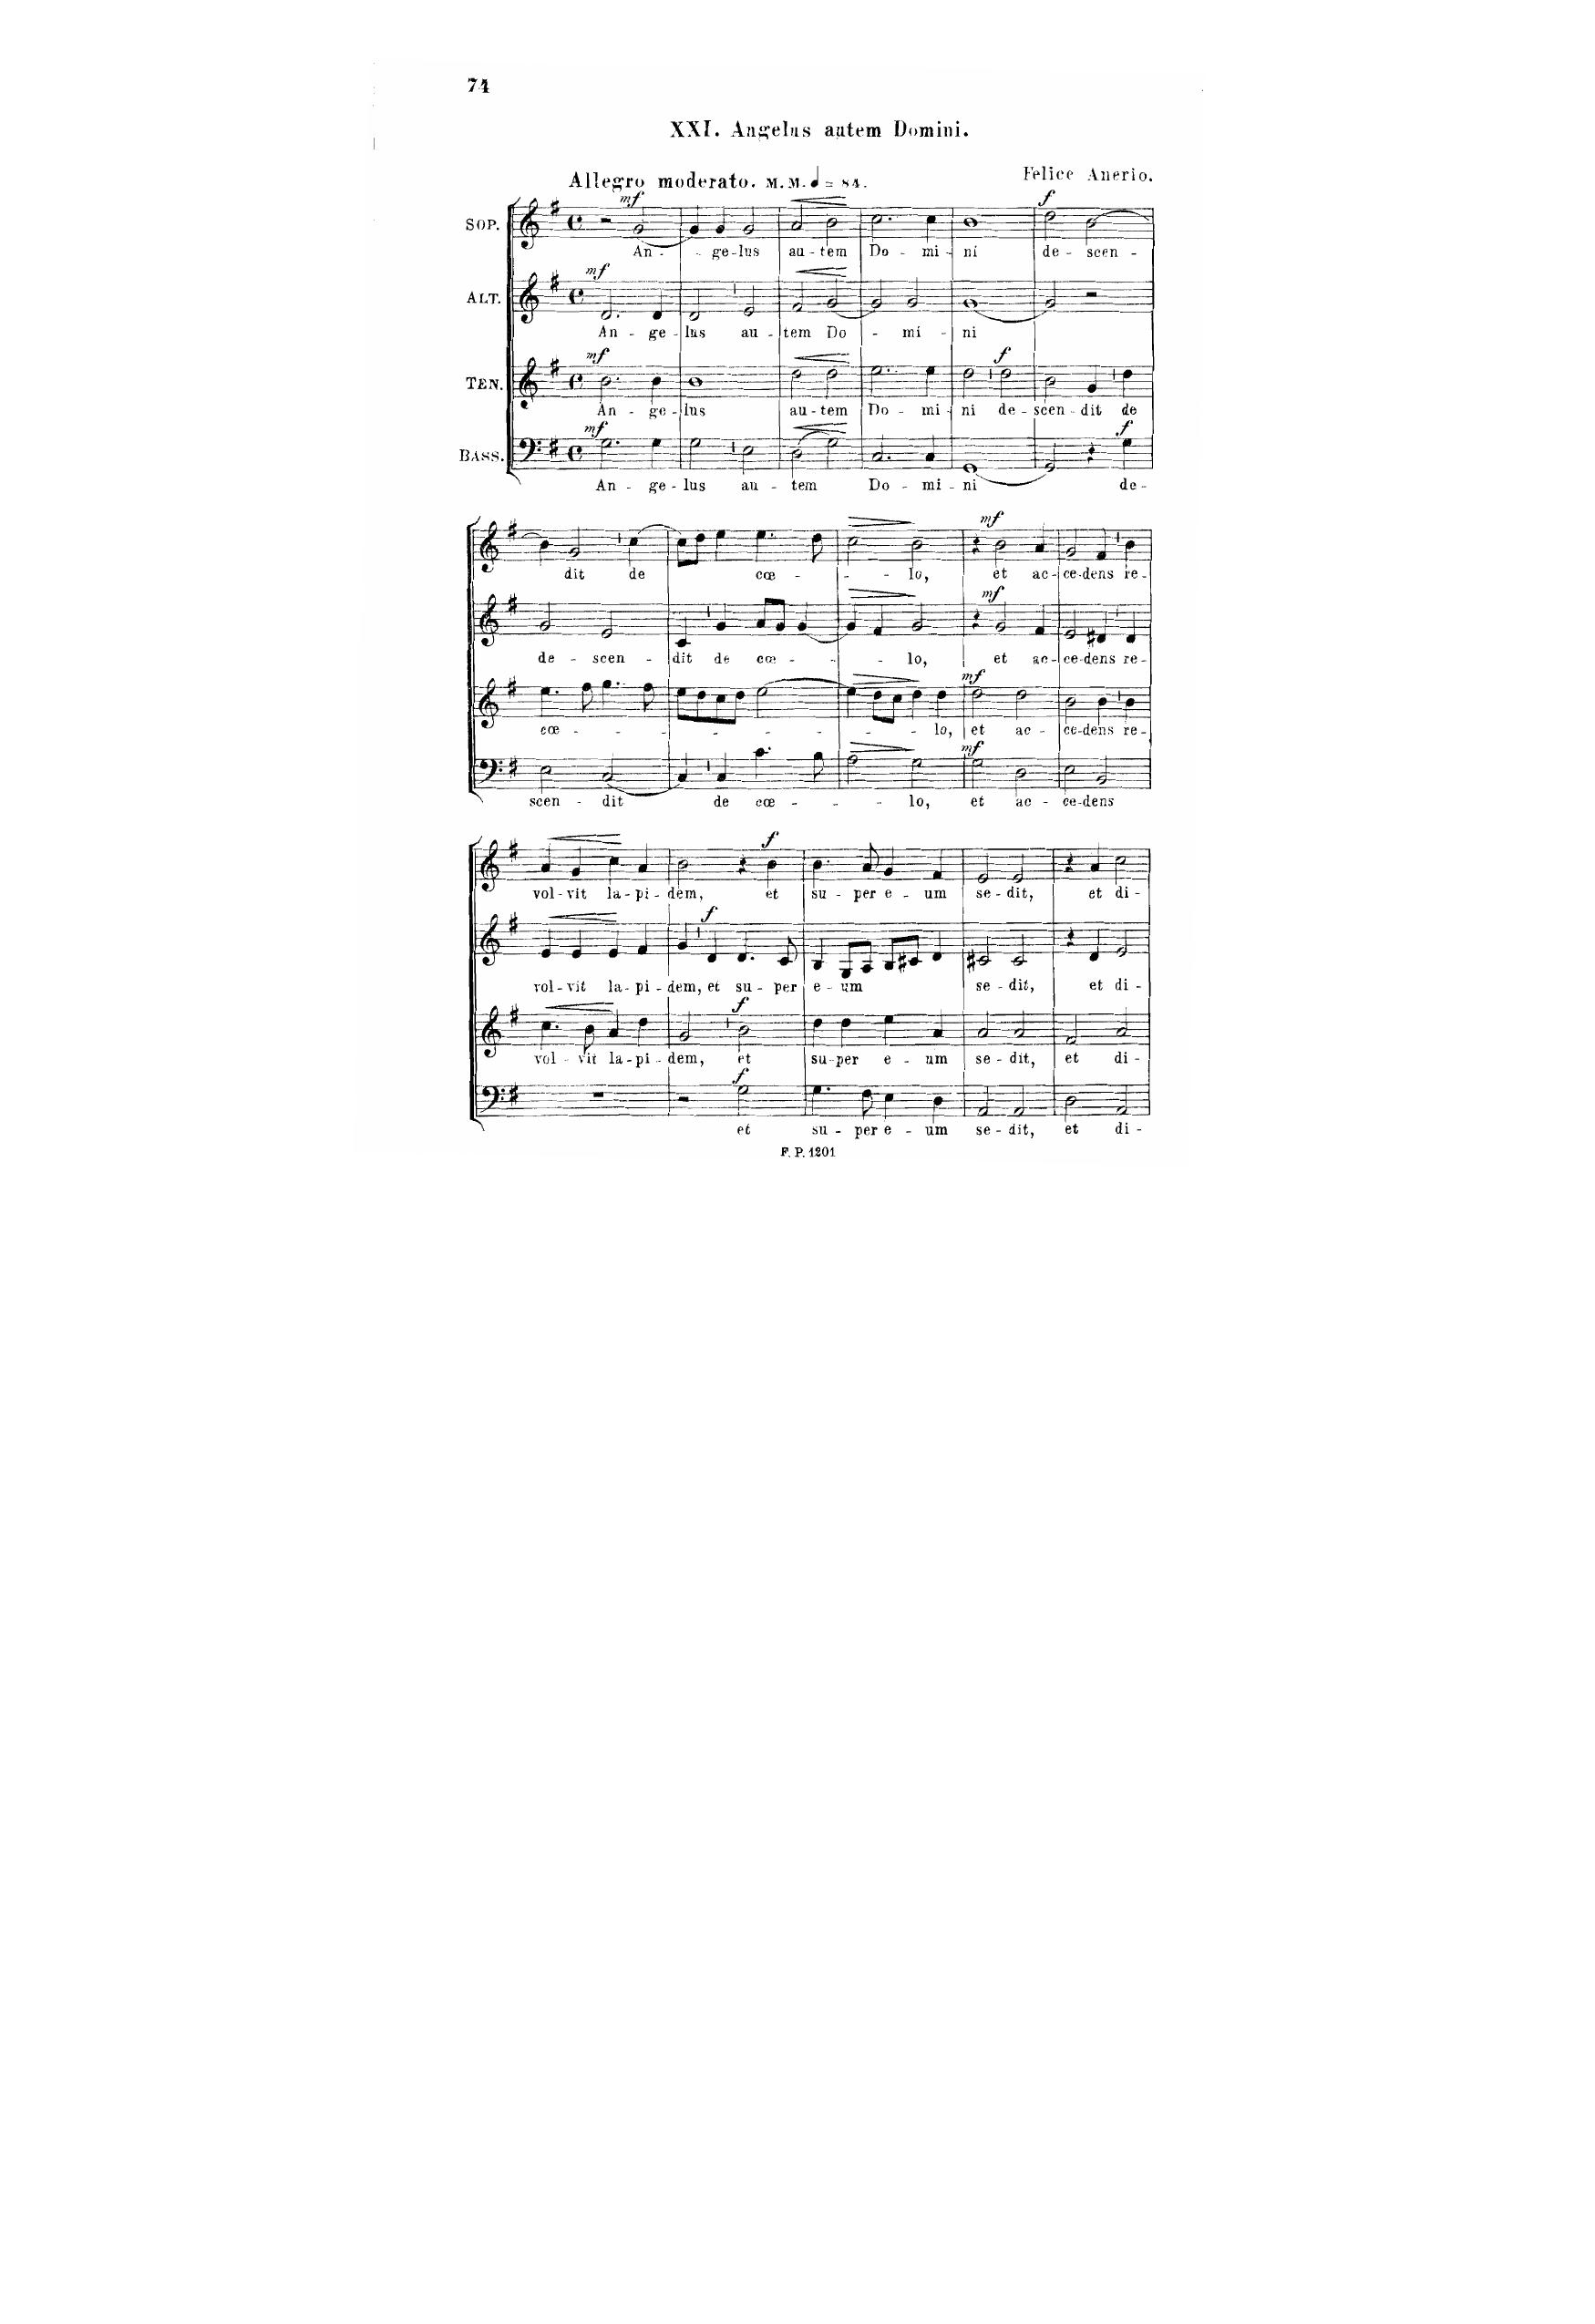 74
XXI. Angelus autem Domini.
Allegro moderato. M. M. = 84.
Felice Anerio.
mf
f
SOP.
An - - ge-lus au-tem Do - mi - ni de - scen -
mf
ALT.
An - ge - lus au - tem Do - mi - ni
mf
f
TEN.
An - ge - lus au-tem Do - mi - ni de - scen - dit de
mf
f
BASS.
An - ge - lus au - tem Do - mi - ni de -
mf
dit de cœ - - - lo, et ac - ce-dens re -
mf
de - scen - dit de cœ - - - lo, et ac - ce-dens re -
mf
cœ - - - - - - - - - - - lo, et ac - ce-dens re -
mf
scen - dit de cœ - - - lo, et ac - ce-dens
f
vol-vit la-pi-dem, et su - per e - um se - dit, et di -
f
vol-vit la-pi-dem, et su - per e - um se - dit, et di -
f
vol - vit la-pi-dem, et su-per e - um se - dit, et di -
f
et su - per e - um se - dit, et di -
F. P. 1201